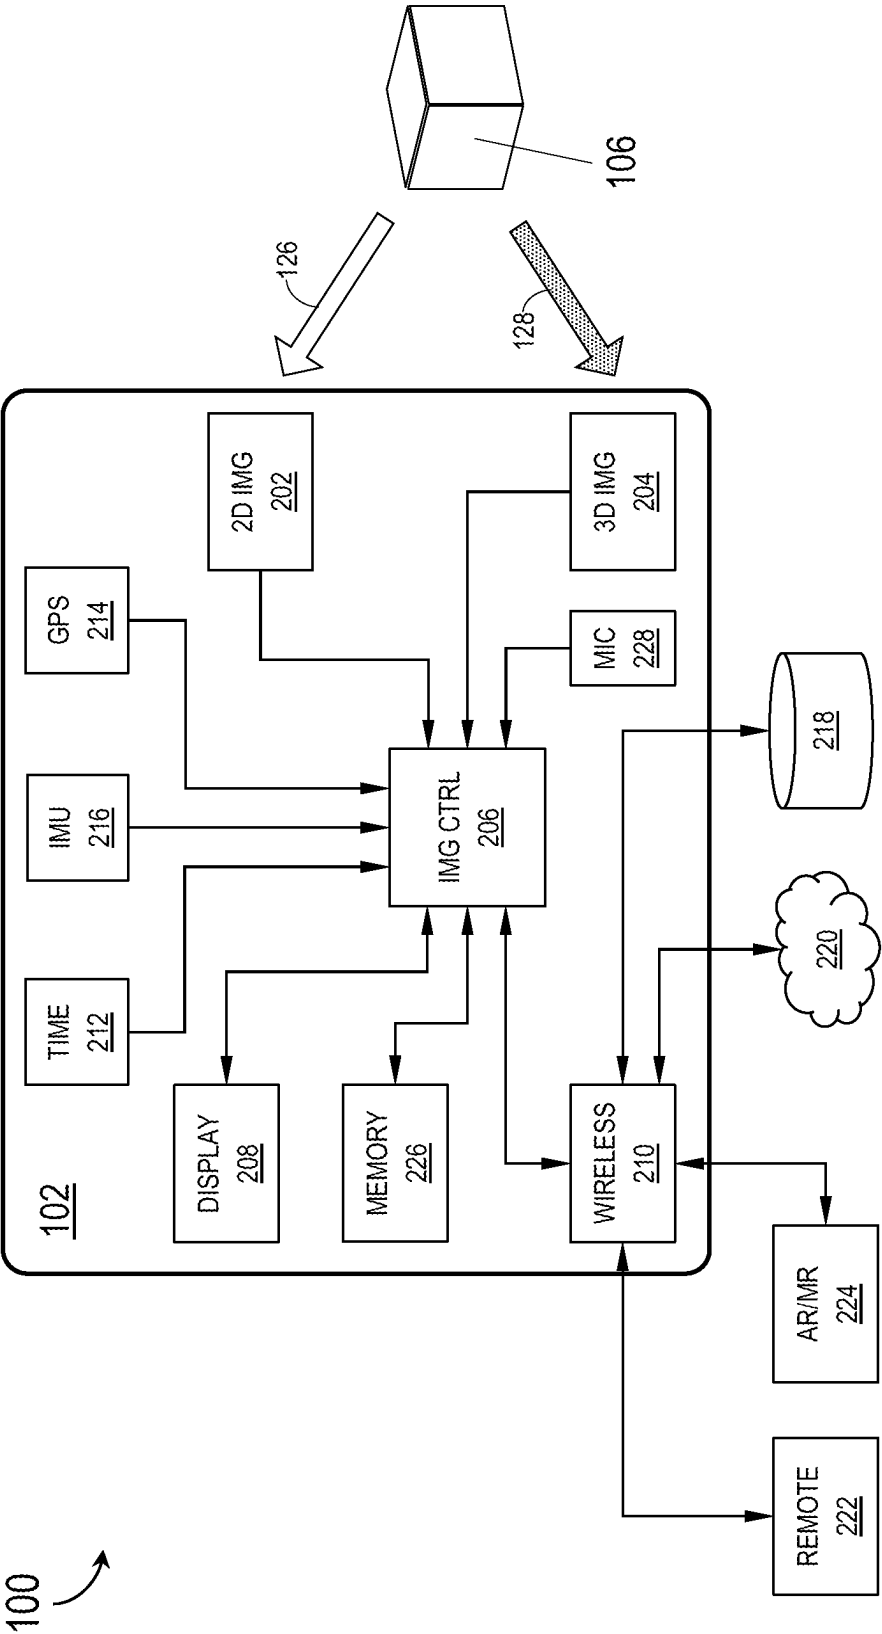 100
102
TIME
212
IMU
216
GPS
214
DISPLAY
208
2D IMG
202
126
MEMORY
226
IMG CTRL
206
106
WIRELESS
210
MIC
228
3D IMG
204
128
REMOTE
222
AR/MR
224
220
218